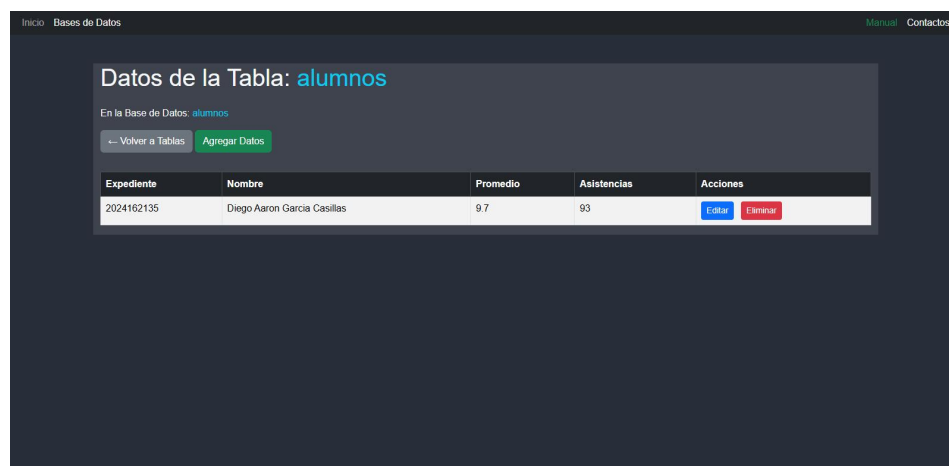 Inicio Bases de Datos Manual Contactos
Datos de la Tabla: alumnos
En la Base de Datos: alumnos
← Volver a Tablas Agregar Datos
Expediente Nombre Promedio Asistencias Acciones
2024162135 Diego Aaron Garcia Casillas 9.7 93 Editar Eliminar